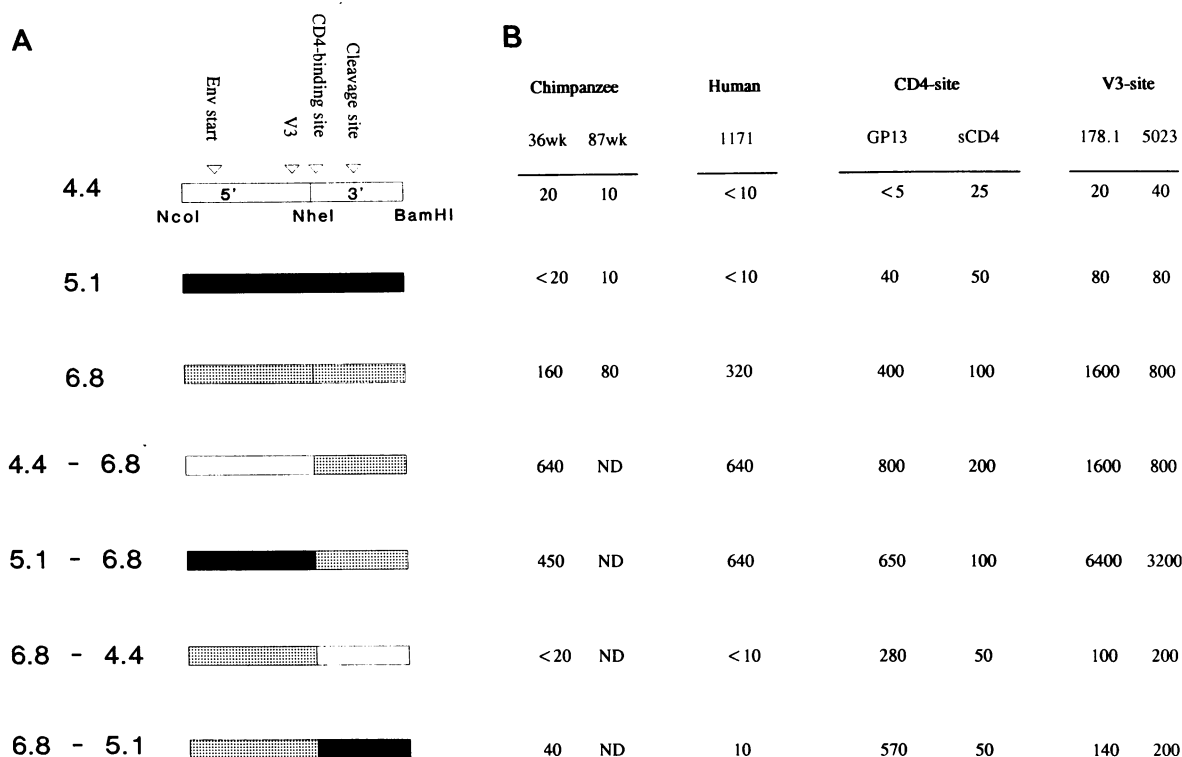 A
Env start
V3
CD4-binding site
Cleavage site
4.4
5'
3'
NcoI
NheI
BamHI
5.1
6.8
4.4 - 6.8
5.1 - 6.8
6.8 - 4.4
6.8 - 5.1
B
Chimpanzee Human CD4-site V3-site
36wk 87wk 1171 GP13 sCD4 178.1 5023
20 10 <10 <5 25 20 40
<20 10 <10 40 50 80 80
160 80 320 400 100 1600 800
640 ND 640 800 200 1600 800
450 ND 640 650 100 6400 3200
<20 ND <10 280 50 100 200
40 ND 10 570 50 140 200